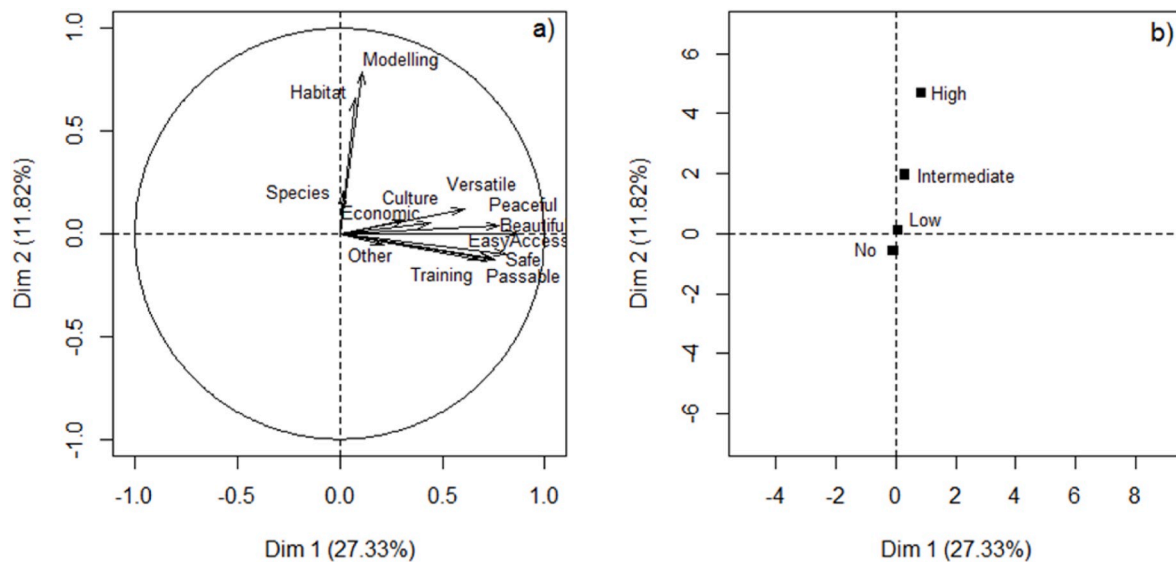 a)
Modelling
Habitat
Species
Culture
Versatile
Economic
Peaceful
Beautiful
EasyAccess
Other
Safe
Training
Passable
1.0
0.5
0.0
-0.5
-1.0
Dim 2 (11.82%)
-1.0 -0.5 0.0 0.5 1.0
Dim 1 (27.33%)
b)
High
Intermediate
Low
No
6
4
2
0
-2
-4
-6
Dim 2 (11.82%)
-4 -2 0 2 4 6 8
Dim 1 (27.33%)